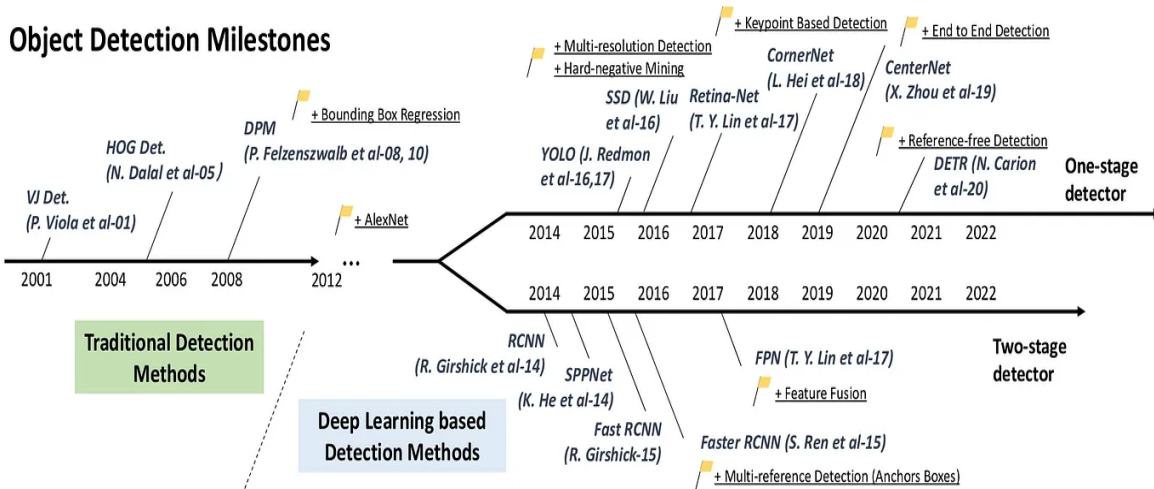 Object Detection Milestones
+ Multi-resolution Detection
+ Hard-negative Mining
+ Keypoint Based Detection
+ End to End Detection
CornerNet
(L. Hei et al-18)
CenterNet
(X. Zhou et al-19)
SSD (W. Liu
et al-16)
Retina-Net
(T. Y. Lin et al-17)
+ Bounding Box Regression
DPM
(P. Felzenszwalb et al-08, 10)
HOG Det.
(N. Dalal et al-05)
YOLO (J. Redmon
et al-16,17)
+ Reference-free Detection
DETR (N. Carion
et al-20)
One-stage
detector
VJ Det.
(P. Viola et al-01)
+ AlexNet
...
2014 2015 2016 2017 2018 2019 2020 2021 2022
2001 2004 2006 2008 2012
2014 2015 2016 2017 2018 2019 2020 2021 2022
Traditional Detection
Methods
RCNN
(R. Girshick et al-14)
SPPNet
(K. He et al-14)
Fast RCNN
(R. Girshick-15)
FPN (T. Y. Lin et al-17)
+ Feature Fusion
Two-stage
detector
Deep Learning based
Detection Methods
Faster RCNN (S. Ren et al-15)
+ Multi-reference Detection (Anchors Boxes)